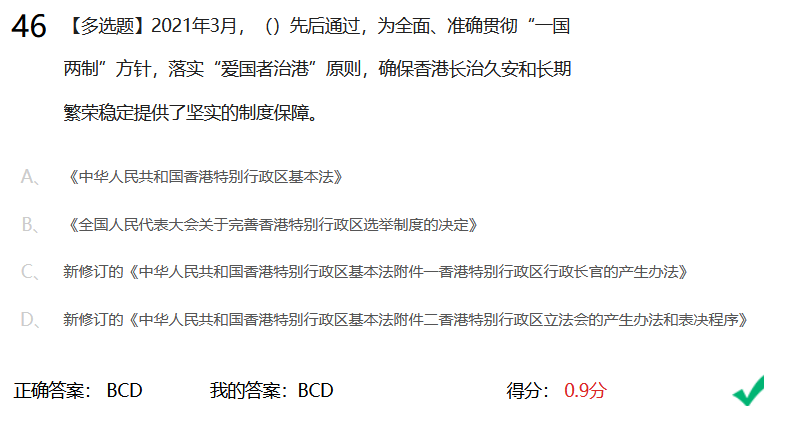 46 【多选题】2021年3月，（）先后通过，为全面、准确贯彻“一国
两制”方针，落实“爱国者治港”原则，确保香港长治久安和长期
繁荣稳定提供了坚实的制度保障。
A、 《中华人民共和国香港特别行政区基本法》
B、 《全国人民代表大会关于完善香港特别行政区选举制度的决定》
C、 新修订的《中华人民共和国香港特别行政区基本法附件一香港特别行政区行政长官的产生办法》
D、 新修订的《中华人民共和国香港特别行政区基本法附件二香港特别行政区立法会的产生办法和表决程序》
正确答案： BCD 我的答案：BCD 得分： 0.9分